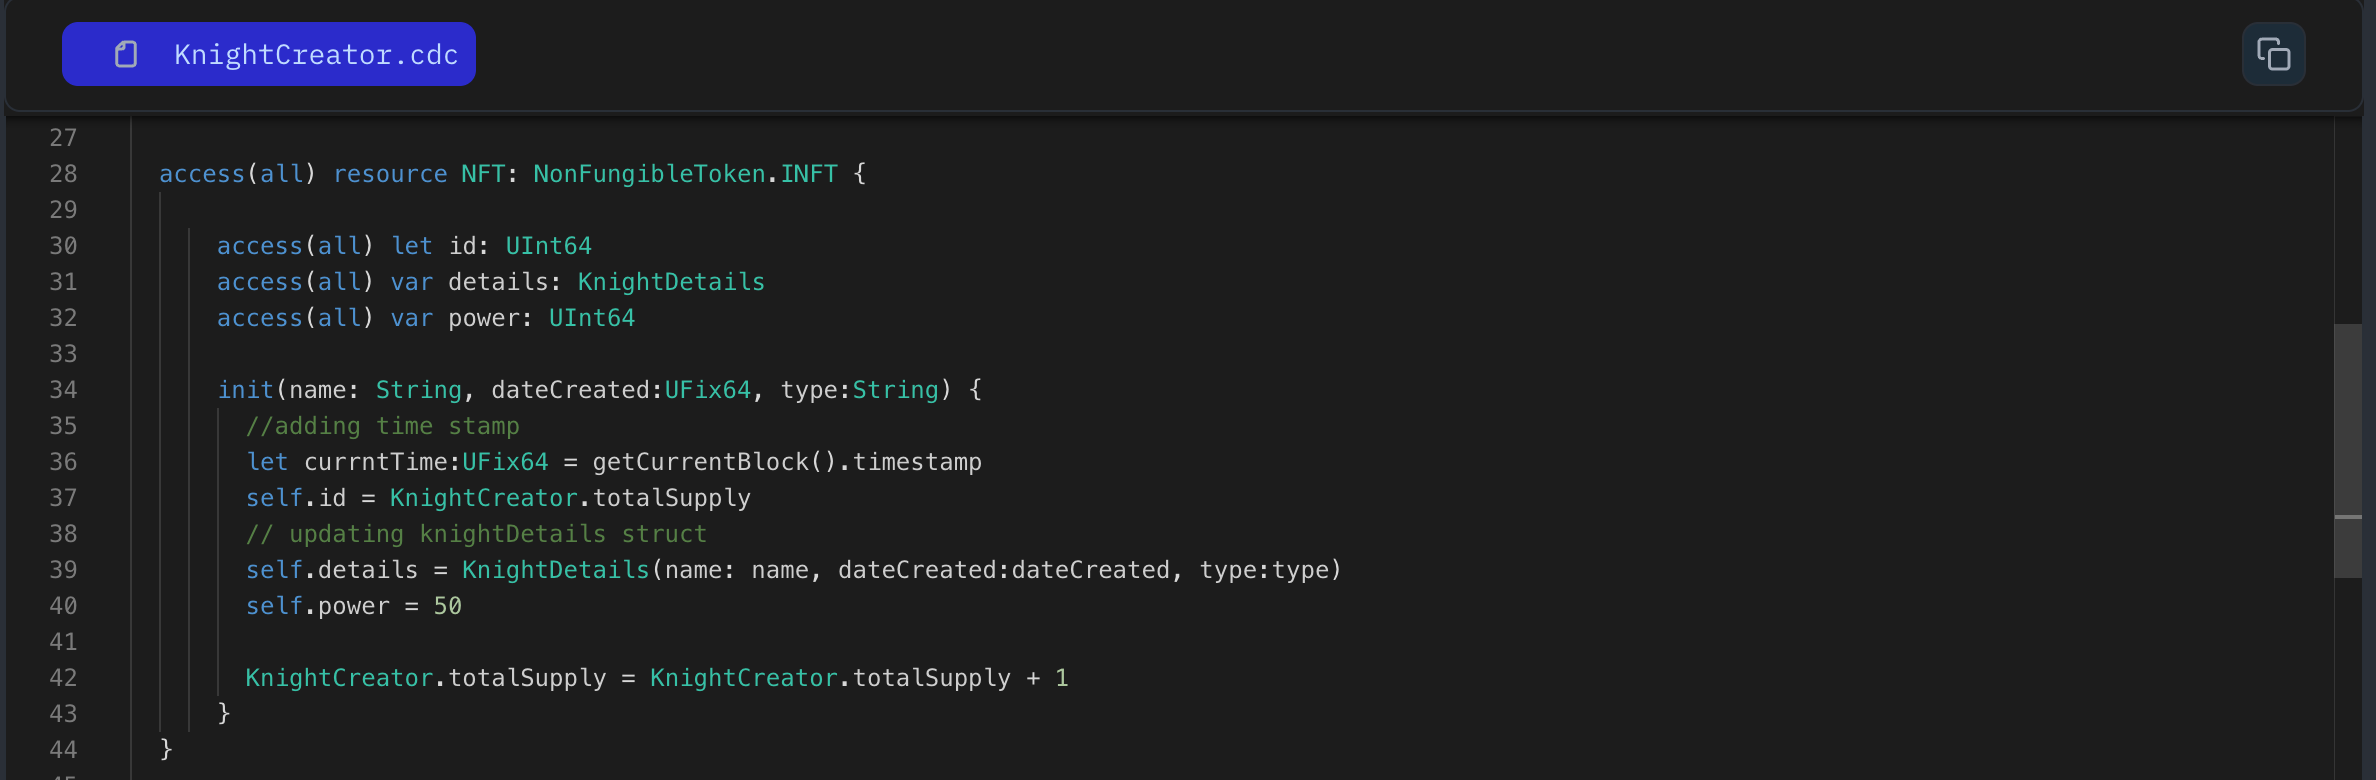 KnightCreator.cdc
27
28 access(all) resource NFT: NonFungibleToken.INFT {
29
30 access(all) let id: UInt64
31 access(all) var details: KnightDetails
32 access(all) var power: UInt64
33
34 init(name: String, dateCreated:UFix64, type:String) {
35 //adding time stamp
36 let currntTime:UFix64 = getCurrentBlock().timestamp
37 self.id = KnightCreator.totalSupply
38 // updating knightDetails struct
39 self.details = KnightDetails(name: name, dateCreated:dateCreated, type:type)
40 self.power = 50
41
42 KnightCreator.totalSupply = KnightCreator.totalSupply + 1
43 }
44 }